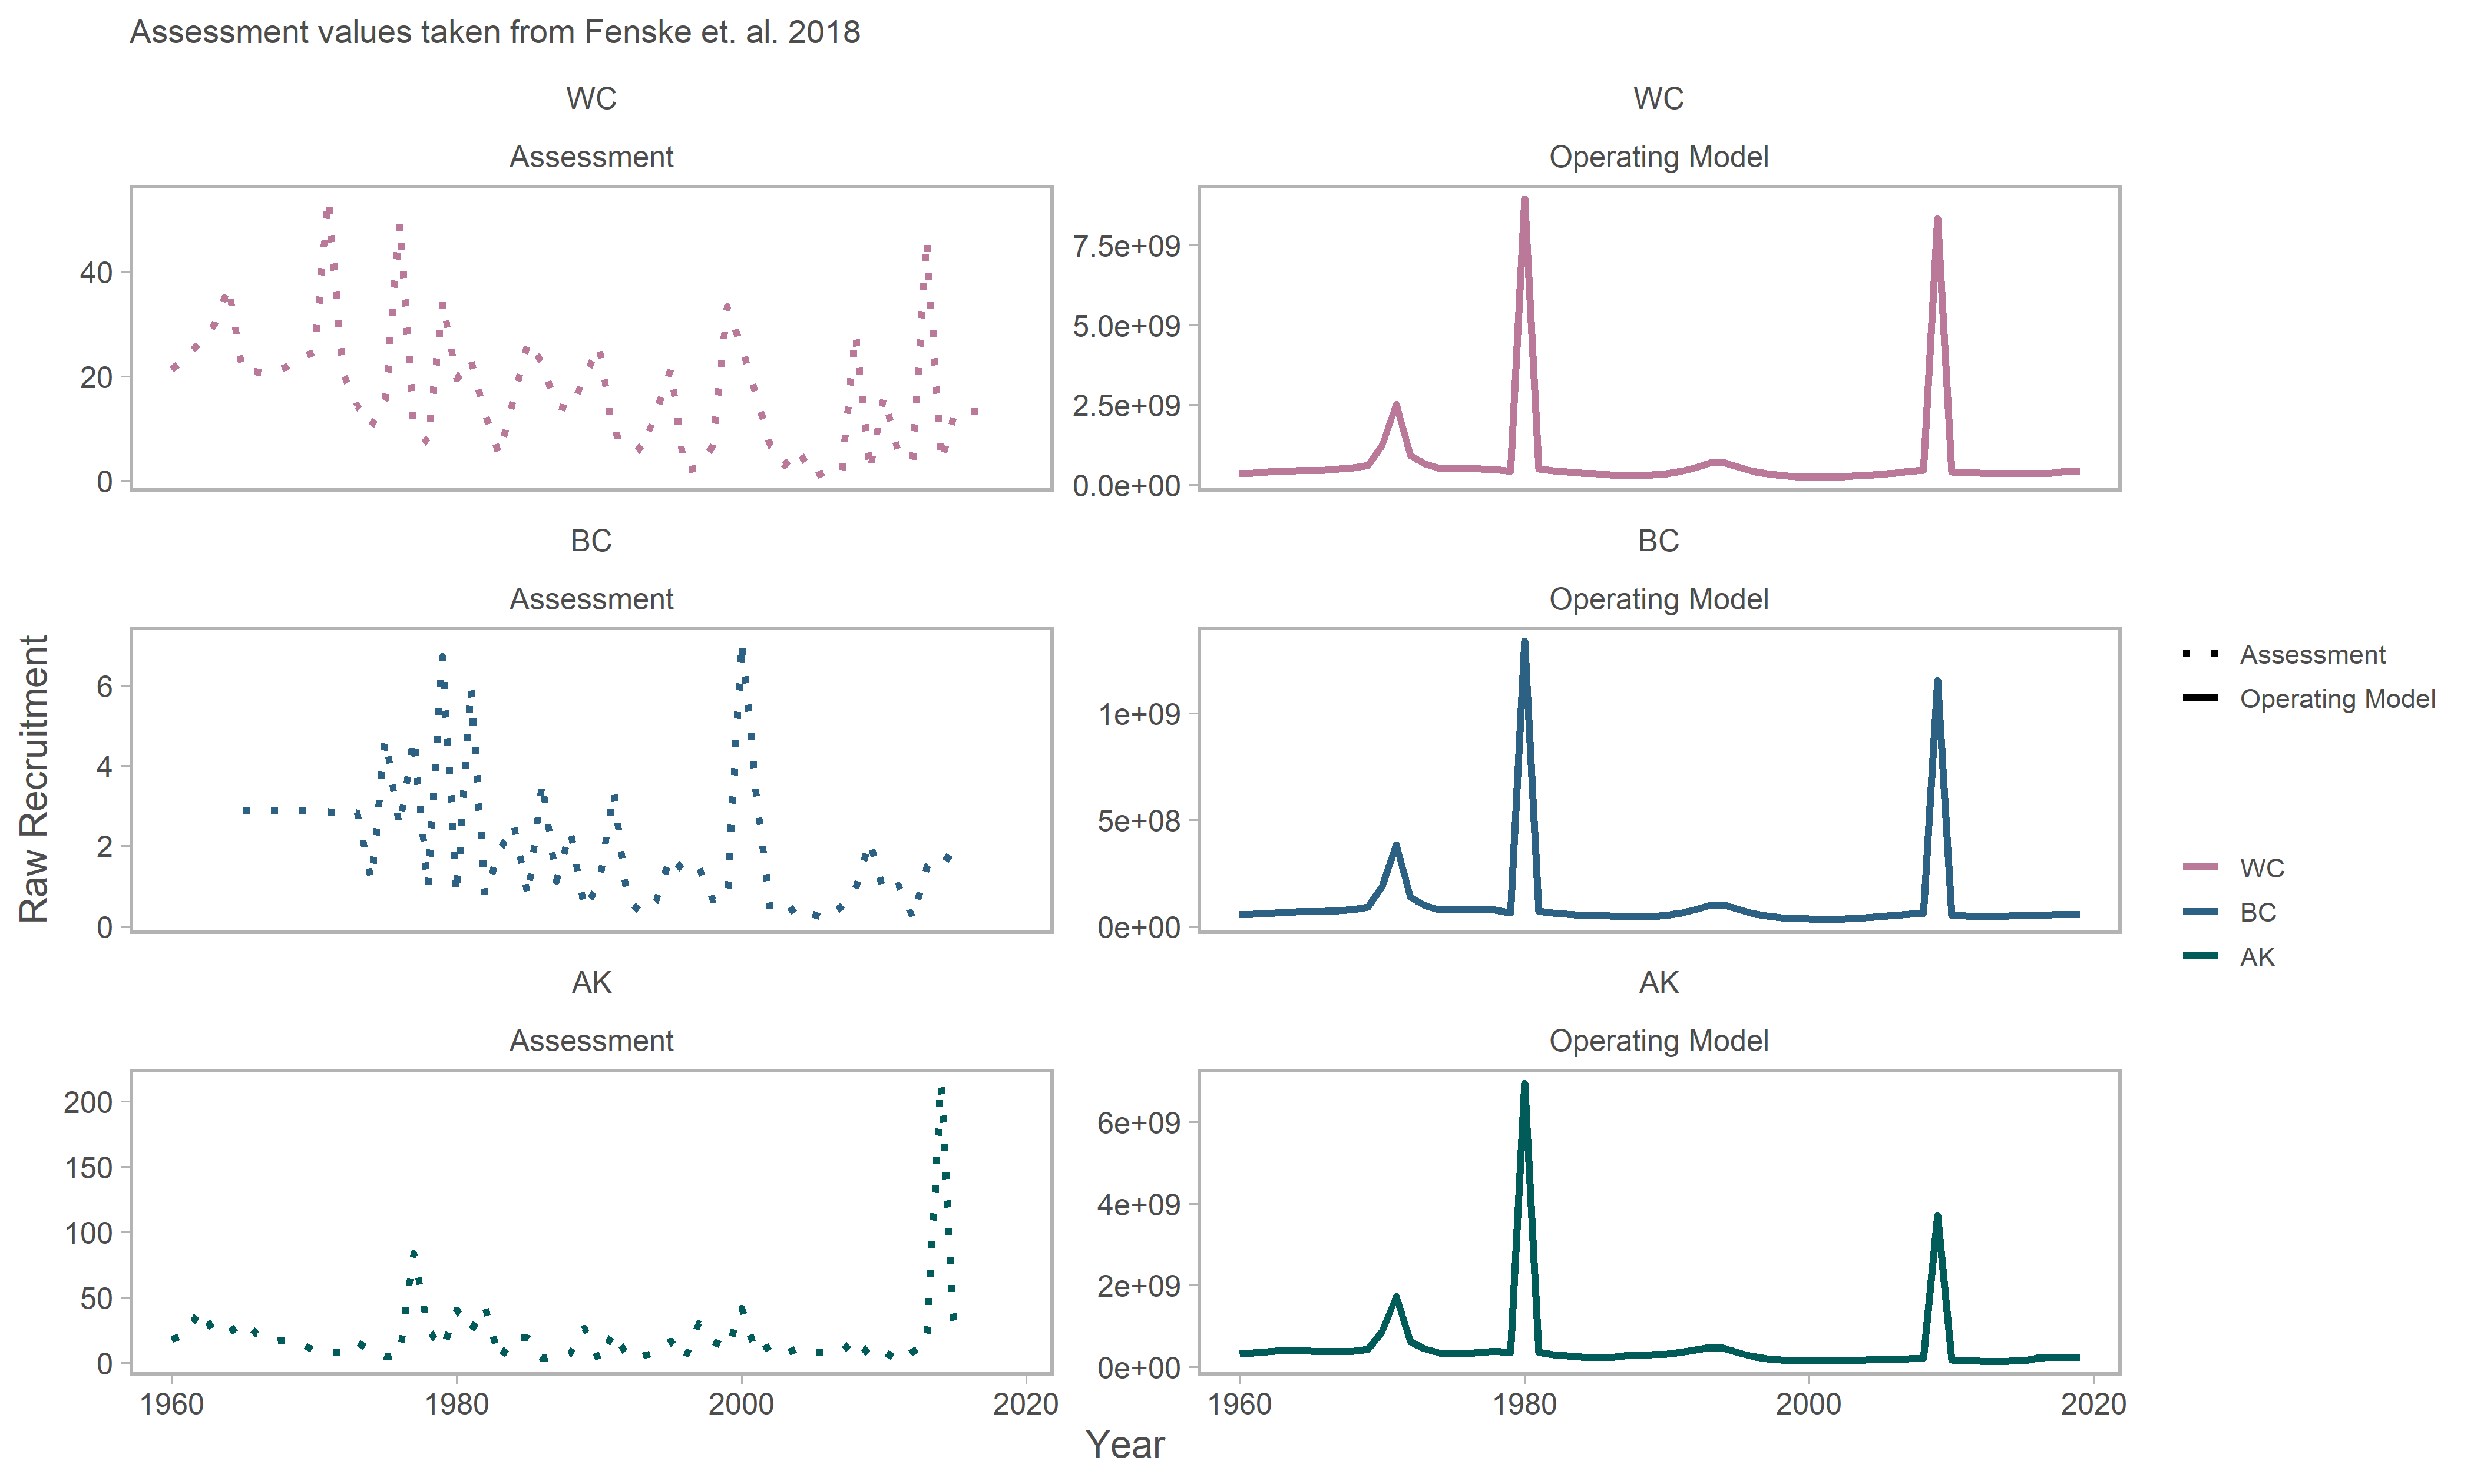 Assessment values taken from Fenske et. al. 2018
WC
Assessment
40
20
0
WC
Operating Model
7.5e+09
5.0e+09
2.5e+09
0.0e+00
BC
Assessment
6
4
2
0
BC
Operating Model
1e+09
5e+08
0e+00
AK
Assessment
200
150
100
50
0
1960 1980 2000 2020
AK
Operating Model
6e+09
4e+09
2e+09
0e+00
1960 1980 2000 2020
Raw Recruitment
Year
Assessment
Operating Model
WC
BC
AK